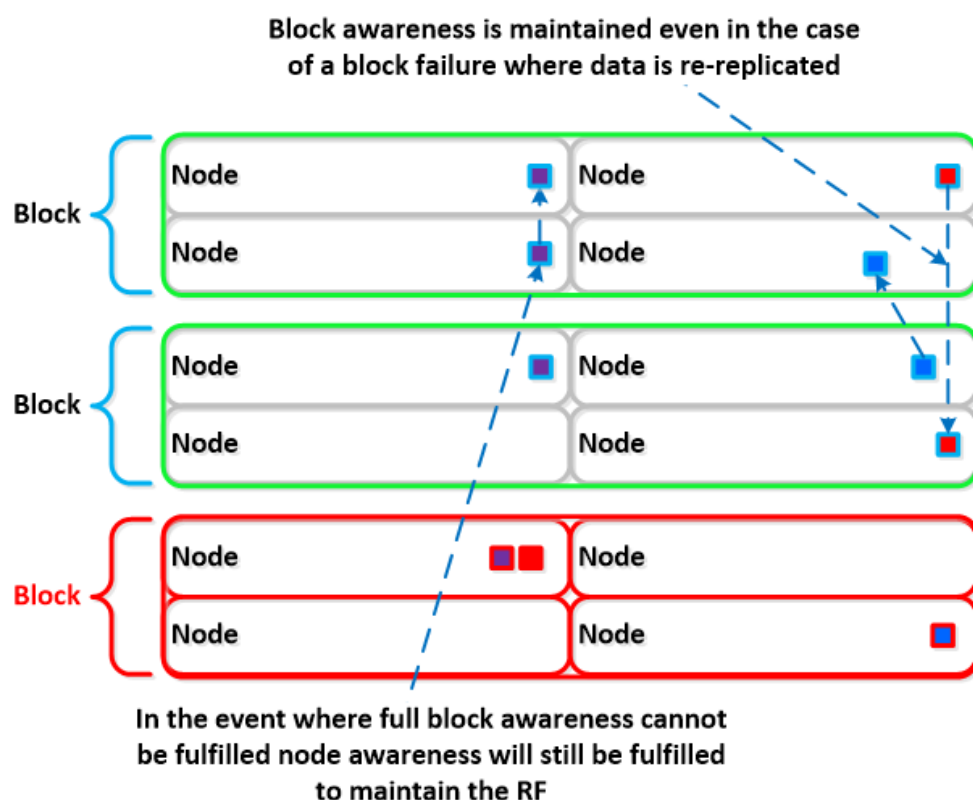 Block awareness is maintained even in the case
of a block failure where data is re-replicated
Node
Node
Block
Node
Node
Node
Node
Block
Node
Node
Node
Node
Block
Node
Node
In the event where full block awareness cannot
be fulfilled node awareness will still be fulfilled
to maintain the RF